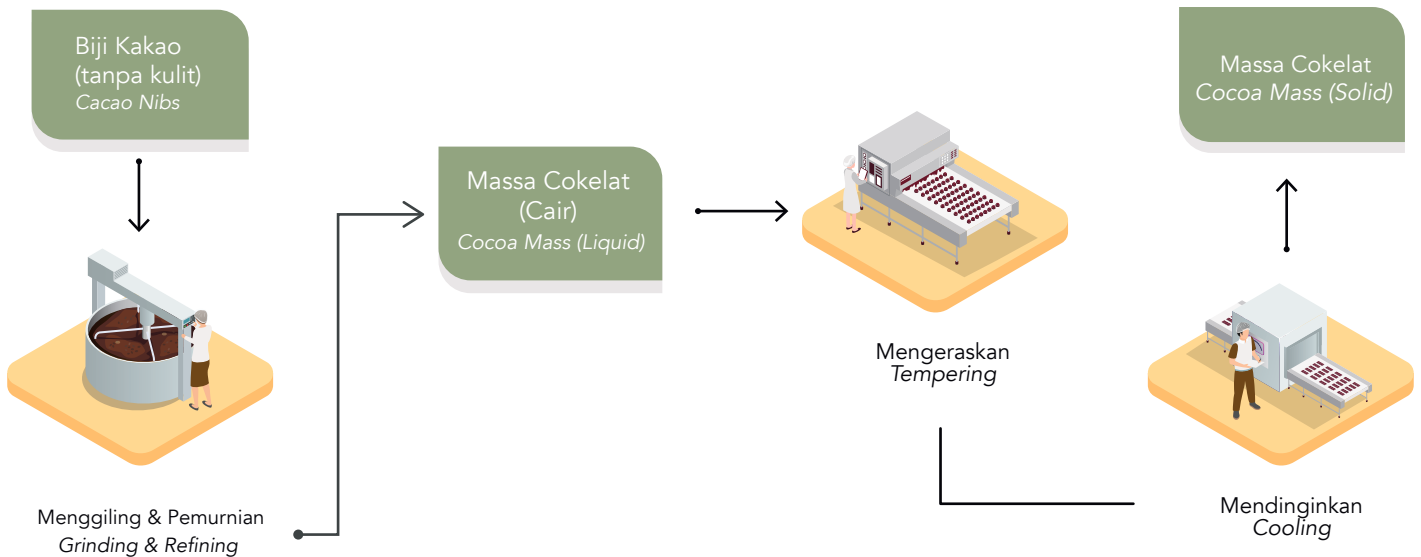 Biji Kakao
(tanpa kulit)
Cacao Nibs
Menggiling & Pemurnian
Grinding & Refining
Massa Cokelat
(Cair)
Cocoa Mass (Liquid)
Mengeraskan
Tempering
Mendinginkan
Cooling
Massa Cokelat
Cocoa Mass (Solid)